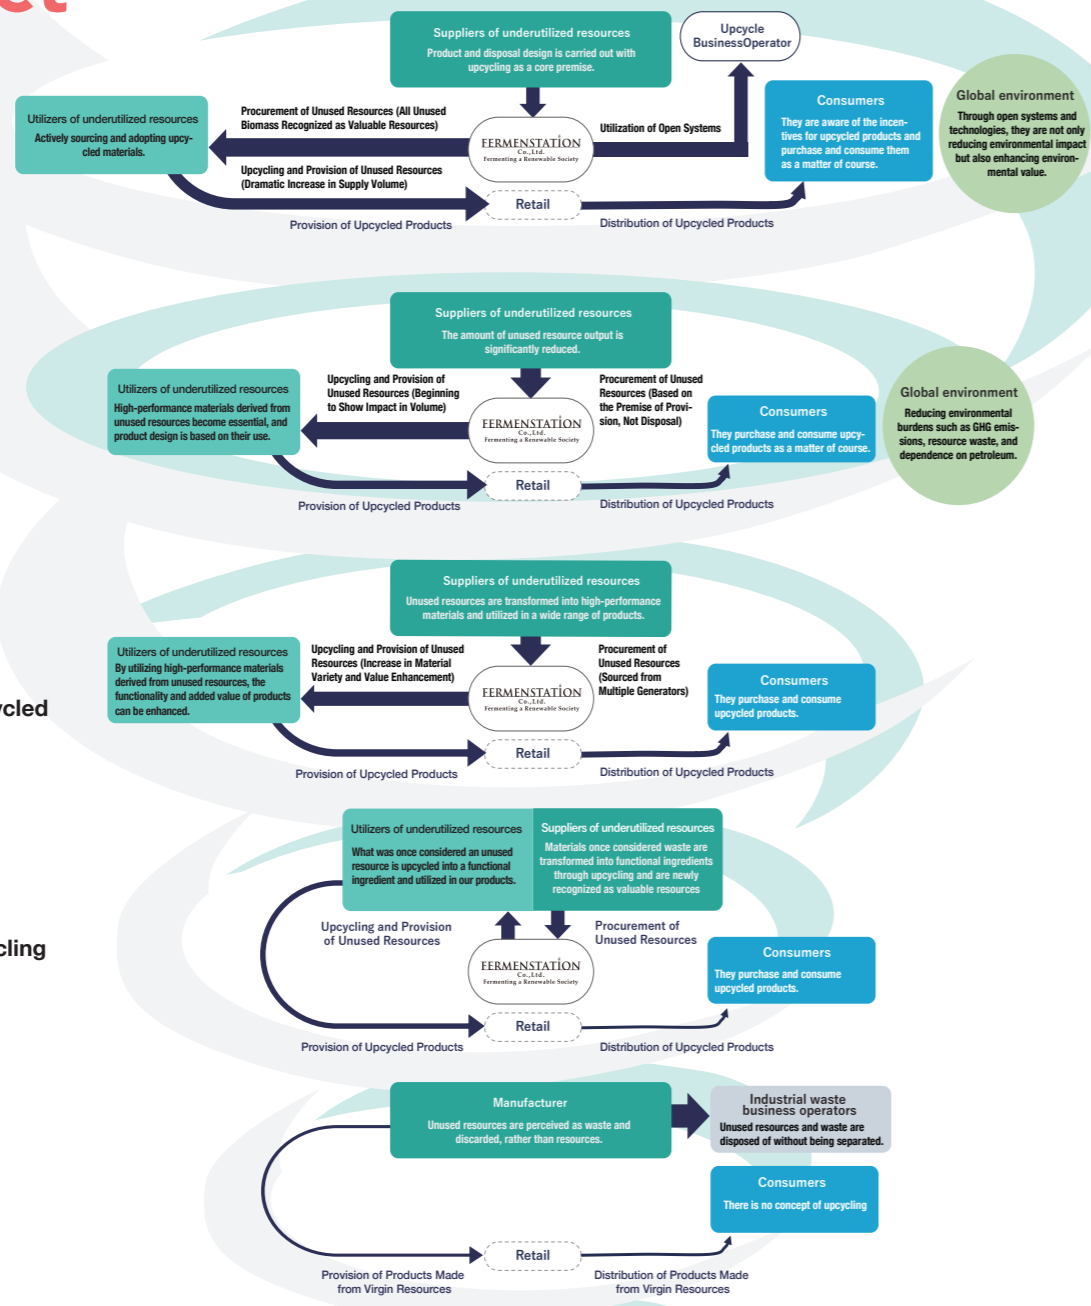 et
Suppliers of underutilized resources
Product and disposal design is carried out with
upcycling as a core premise.
Upcycle
BusinessOperator
Utilizers of underutilized resources
Actively sourcing and adopting upcy-
cled materials.
Procurement of Unused Resources (All Unused
Biomass Recognized as Valuable Resources)
Upcycling and Provision of Unused Resources
(Dramatic Increase in Supply Volume)
FERMENSTATION
Co.,Ltd.
Fermenting a Renewable Society
Utilization of Open Systems
Consumers
They are aware of the incen-
tives for upcycled products and
purchase and consume them
as a matter of course.
Global environment
Through open systems and
technologies, they are not only
reducing environmental impact
but also enhancing environ-
mental value.
Retail
Provision of Upcycled Products
Distribution of Upcycled Products
Suppliers of underutilized resources
The amount of unused resource output is
significantly reduced.
Utilizers of underutilized resources
High-performance materials derived from
unused resources become essential, and
product design is based on their use.
Upcycling and Provision of
Unused Resources (Beginning
to Show Impact in Volume)
FERMENSTATION
Co.,Ltd.
Fermenting a Renewable Society
Procurement of Unused
Resources (Based on
the Premise of Provi-
sion, Not Disposal)
Consumers
They purchase and consume upcy-
cled products as a matter of course.
Global environment
Reducing environmental
burdens such as GHG emis-
sions, resource waste, and
dependence on petroleum.
Retail
Provision of Upcycled Products
Distribution of Upcycled Products
Suppliers of underutilized resources
Unused resources are transformed into high-performance
materials and utilized in a wide range of products.
Utilizers of underutilized resources
By utilizing high-performance materials
derived from unused resources, the
functionality and added value of products
can be enhanced.
Upcycling and Provision of Unused
Resources (Increase in Material
Variety and Value Enhancement)
FERMENSTATION
Co.,Ltd.
Fermenting a Renewable Society
Procurement of
Unused Resources
(Sourced from
Multiple Generators)
Consumers
They purchase and consume
upcycled products.
ycled
Retail
Provision of Upcycled Products
Distribution of Upcycled Products
Utilizers of underutilized resources
What was once considered an unused
resource is upcycled into a functional
ingredient and utilized in our products.
Suppliers of underutilized resources
Materials once considered waste are
transformed into functional ingredients
through upcycling and are newly
recognized as valuable resources
Upcycling and Provision
of Unused Resources
Procurement of
Unused Resources
cling
FERMENSTATION
Co.,Ltd.
Fermenting a Renewable Society
Consumers
They purchase and consume
upcycled products.
Retail
Provision of Upcycled Products
Distribution of Upcycled Products
Manufacturer
Unused resources are perceived as waste and
discarded, rather than resources.
Industrial waste
business operators
Unused resources and waste are
disposed of without being separated.
Consumers
There is no concept of upcycling
Retail
Provision of Products Made
from Virgin Resources
Distribution of Products Made
from Virgin Resources